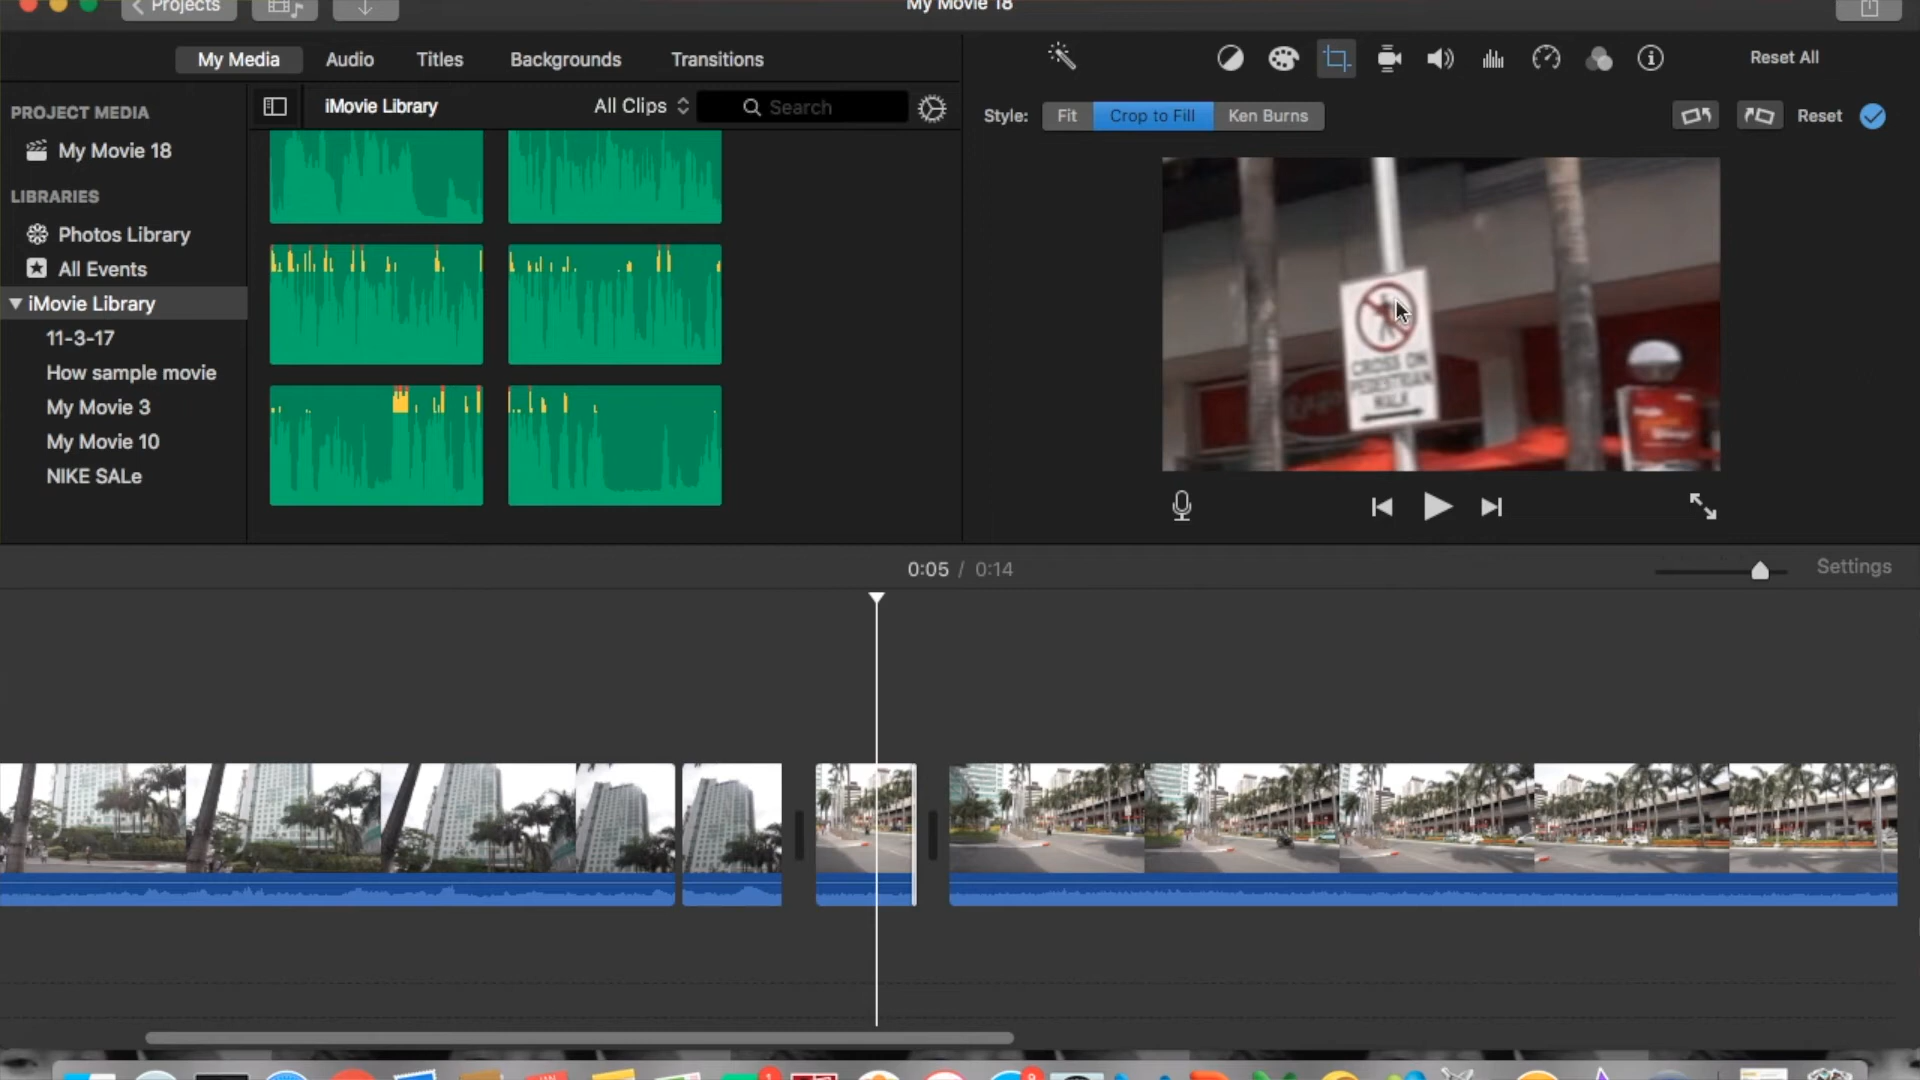 Projects
My Movie 18
My Media
Audio
Titles
Backgrounds
Transitions
Reset All
PROJECT MEDIA
My Movie 18
LIBRARIES
Photos Library
All Events
iMovie Library
11-3-17
How sample movie
My Movie 3
My Movie 10
NIKE SALe
iMovie Library
All Clips
Search
Style:
Fit
Crop to Fill
Ken Burns
Reset
CROSS ON
PEDESTRIAN
WALK
0:05 / 0:14
Settings